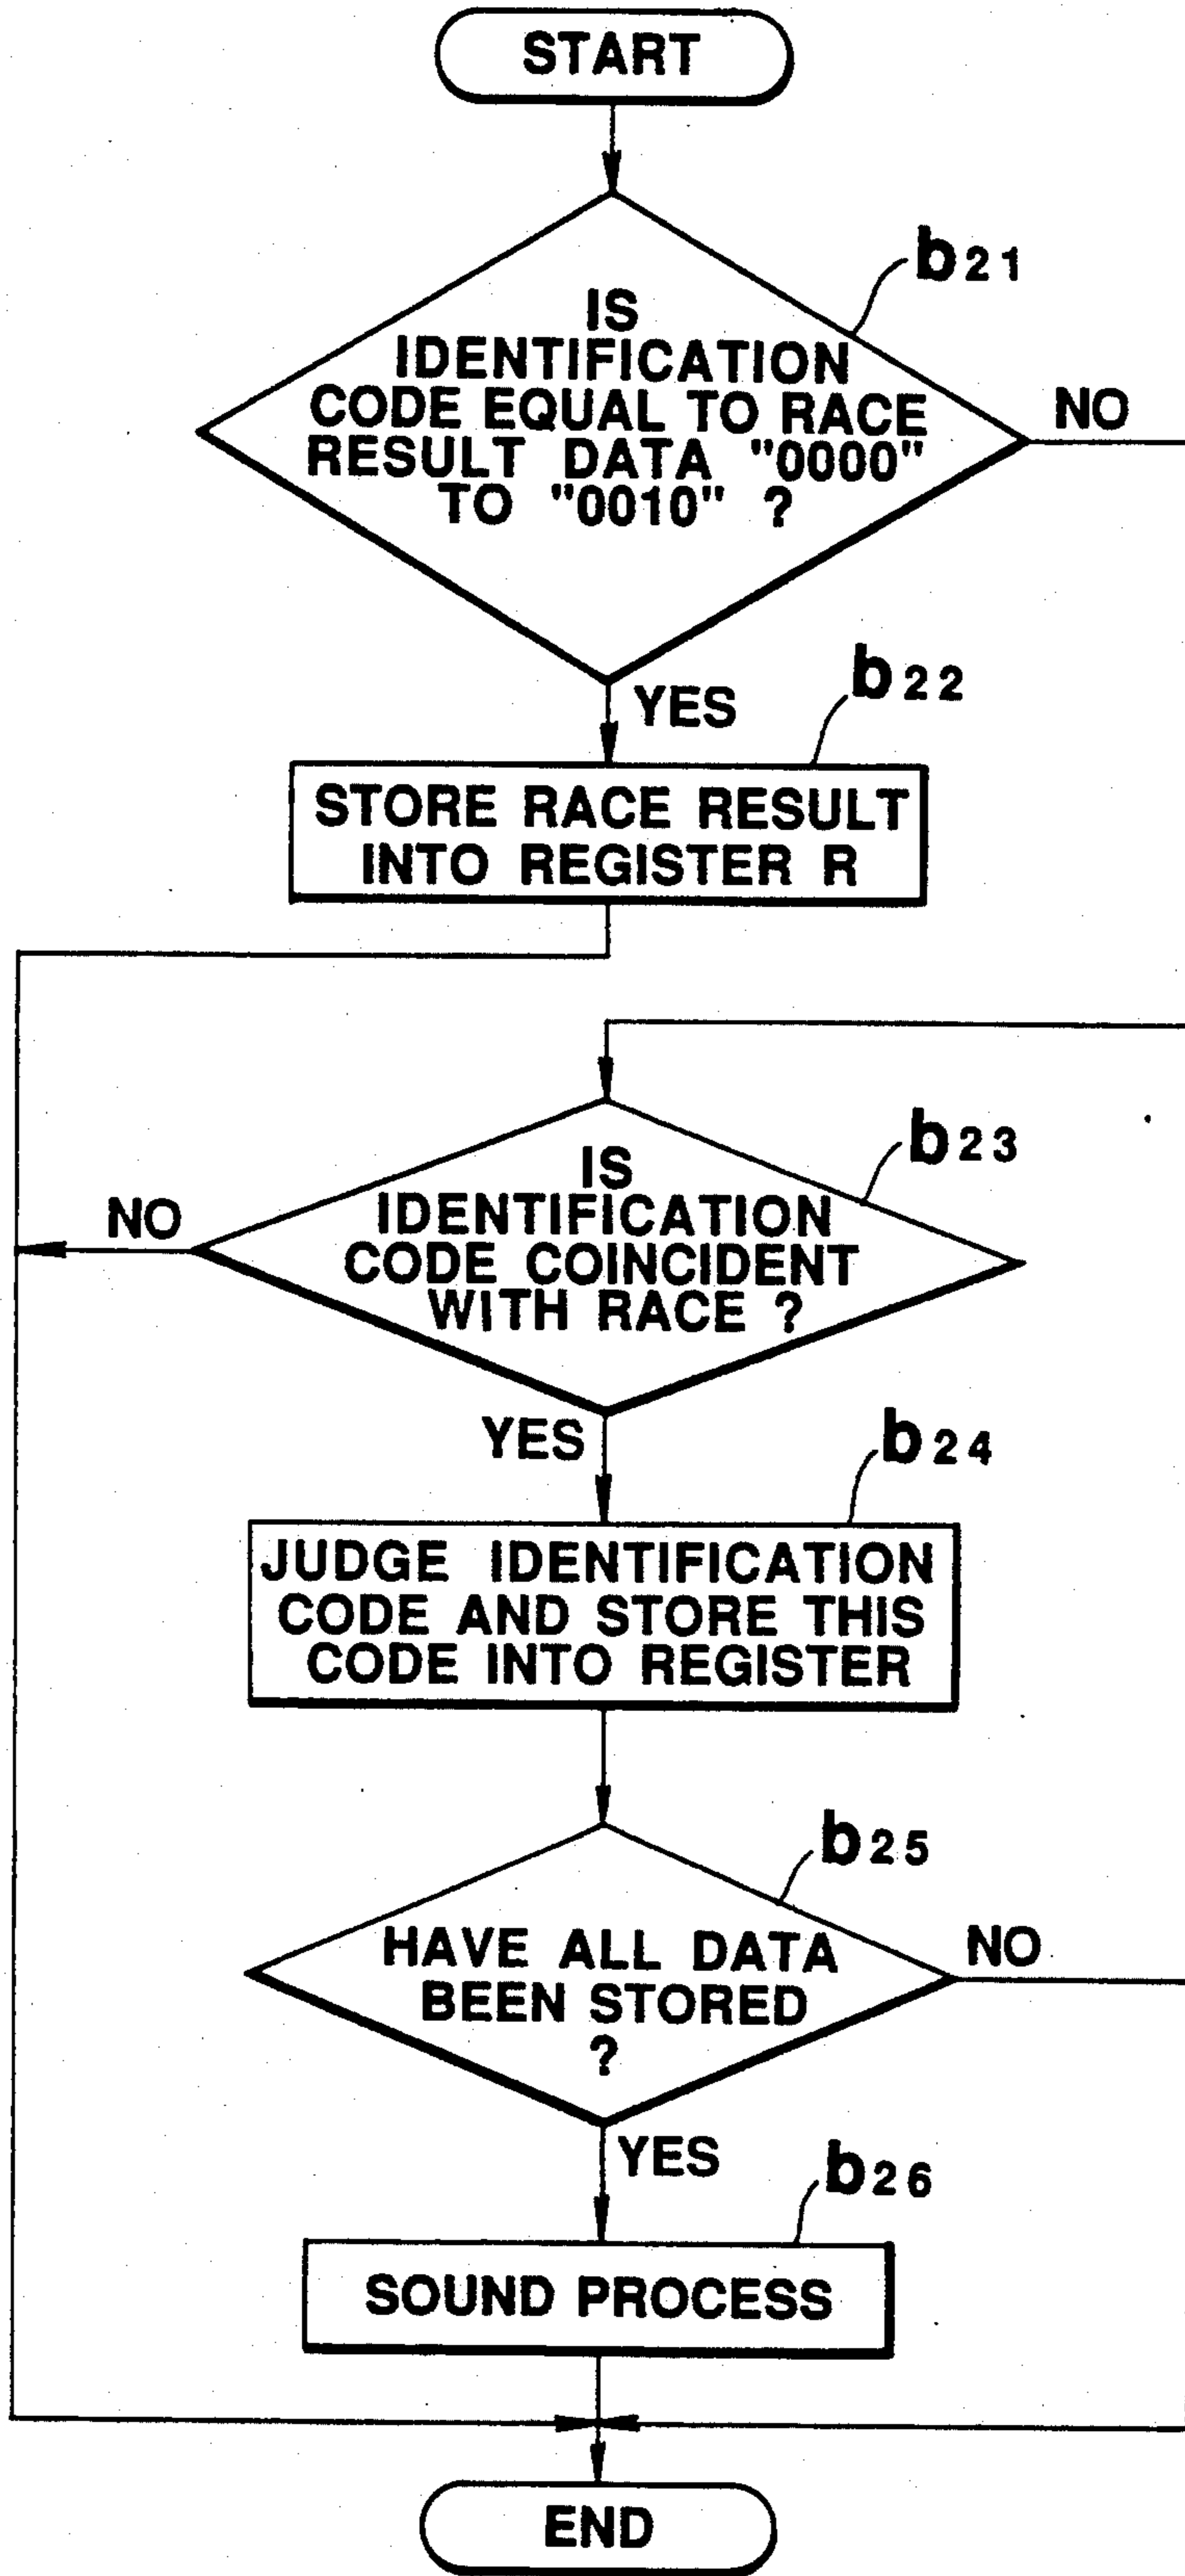 START
b21
IS
IDENTIFICATION
CODE EQUAL TO RACE
RESULT DATA "0000"
TO "0010" ?
NO
YES
b22
STORE RACE RESULT
INTO REGISTER R
b23
IS
IDENTIFICATION
CODE COINCIDENT
WITH RACE ?
NO
YES
b24
JUDGE IDENTIFICATION
CODE AND STORE THIS
CODE INTO REGISTER
b25
HAVE ALL DATA
BEEN STORED
?
NO
YES
b26
SOUND PROCESS
END